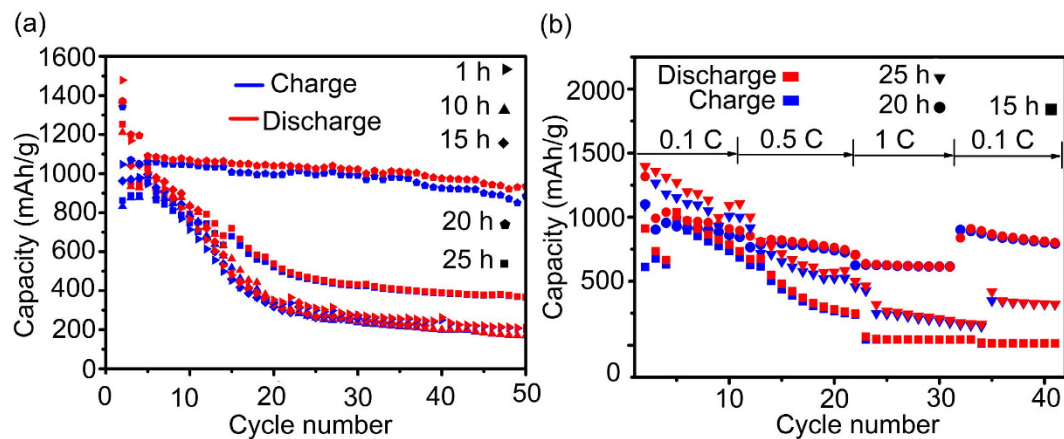 (a)
1600
1400
1200
1000
800
600
400
200
0
Capacity (mAh/g)
Charge
Discharge
1 h
10 h
15 h
20 h
25 h
0 10 20 30 40 50
Cycle number
(b)
2250
1500
1000
500
0
Capacity (mAh/g)
Discharge
Charge
25 h
20 h
15 h
0.1 C 0.5 C 1 C 0.1 C
0 10 20 30 40
Cycle number